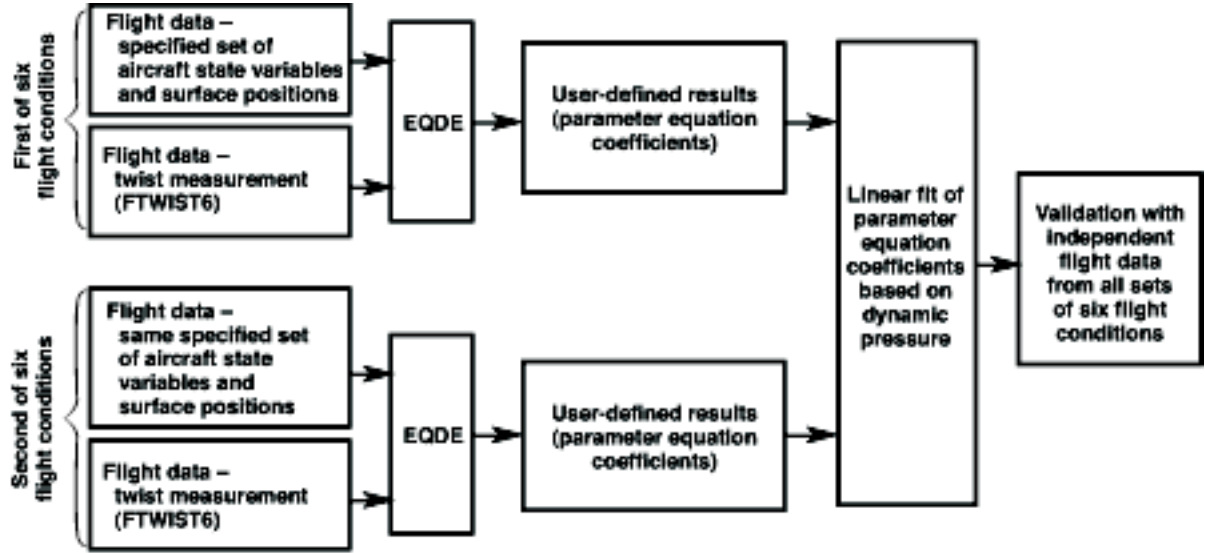 First of six
flight conditions
Flight data –
specified set of
aircraft state variables
and surface positions
Flight data –
twist measurement
(FTWIST6)
EQDE
User-defined results
(parameter equation
coefficients)
Second of six
flight conditions
Flight data –
same specified set
of aircraft state
variables and
surface positions
Flight data –
twist measurement
(FTWIST6)
EQDE
User-defined results
(parameter equation
coefficients)
Linear fit of
parameter
equation
coefficients
based on
dynamic
pressure
Validation with
independent
flight data
from all sets
of six flight
conditions